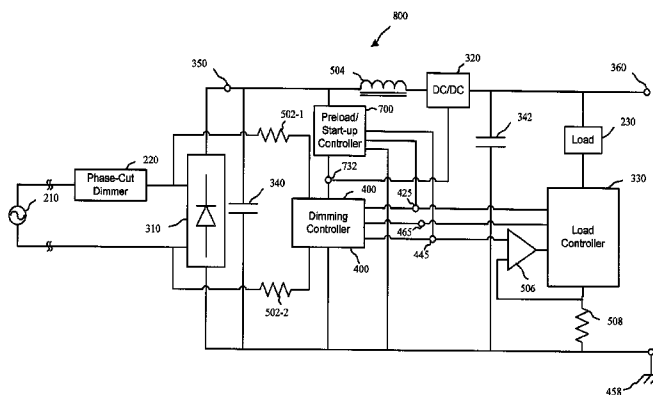 800
350
504
320
360
DC/DC
502-1
700
Preload/
Start-up
Controller
342
230
Load
220
Phase-Cut
Dimmer
732
330
210
310
340
400
425
Dimming
Controller
465
Load
Controller
400
445
506
502-2
508
458